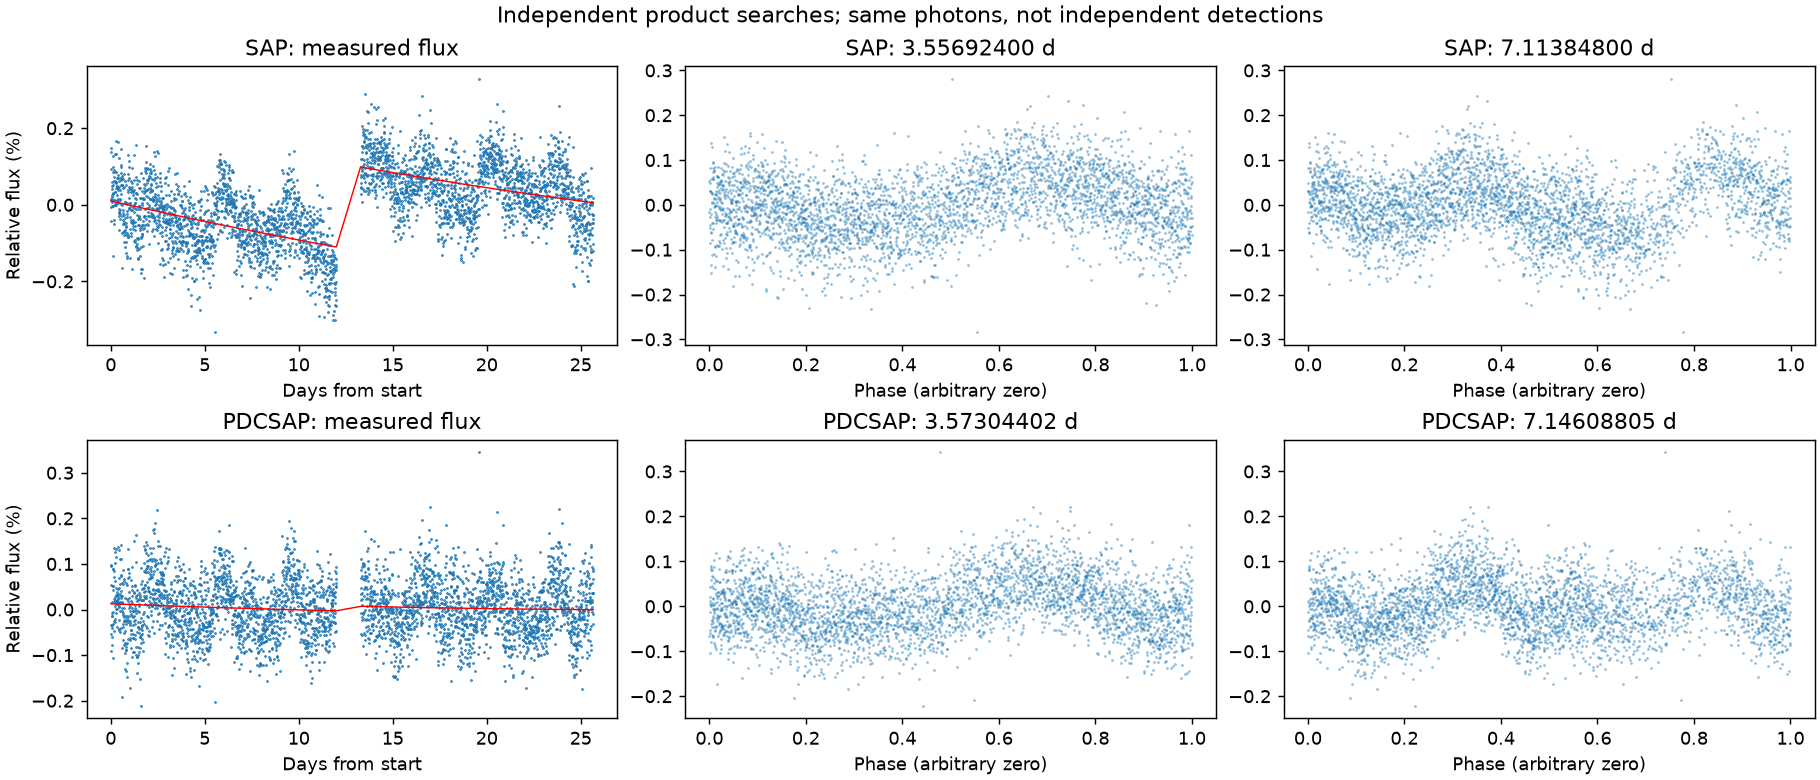 Independent product searches; same photons, not independent detections
SAP: measured flux
SAP: 3.55692400 d
SAP: 7.11384800 d
Relative flux (%)
0.2
0.0
−0.2
0 5 10 15 20 25
Days from start
0.3
0.2
0.1
0.0
−0.1
−0.2
−0.3
0.0 0.2 0.4 0.6 0.8 1.0
Phase (arbitrary zero)
0.3
0.2
0.1
0.0
−0.1
−0.2
−0.3
0.0 0.2 0.4 0.6 0.8 1.0
Phase (arbitrary zero)
PDCSAP: measured flux
PDCSAP: 3.57304402 d
PDCSAP: 7.14608805 d
Relative flux (%)
0.3
0.2
0.1
0.0
−0.1
−0.2
0 5 10 15 20 25
Days from start
0.3
0.2
0.1
0.0
−0.1
−0.2
0.0 0.2 0.4 0.6 0.8 1.0
Phase (arbitrary zero)
0.3
0.2
0.1
0.0
−0.1
−0.2
0.0 0.2 0.4 0.6 0.8 1.0
Phase (arbitrary zero)